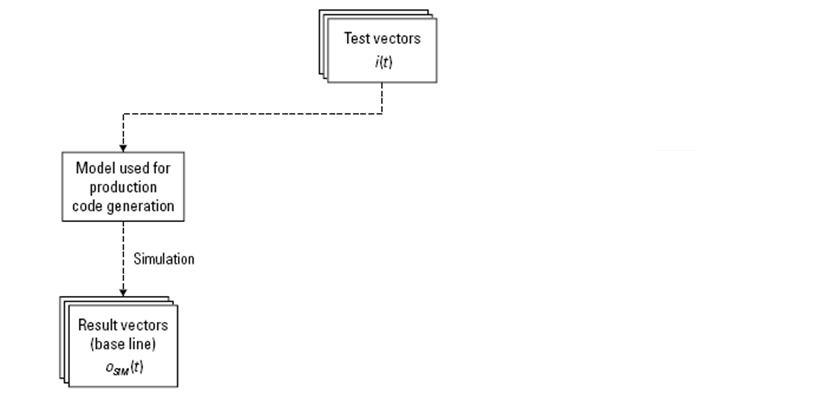 Test vectors
i(t)
Model used for
production
code generation
Simulation
Result vectors
(base line)
oSIM(t)